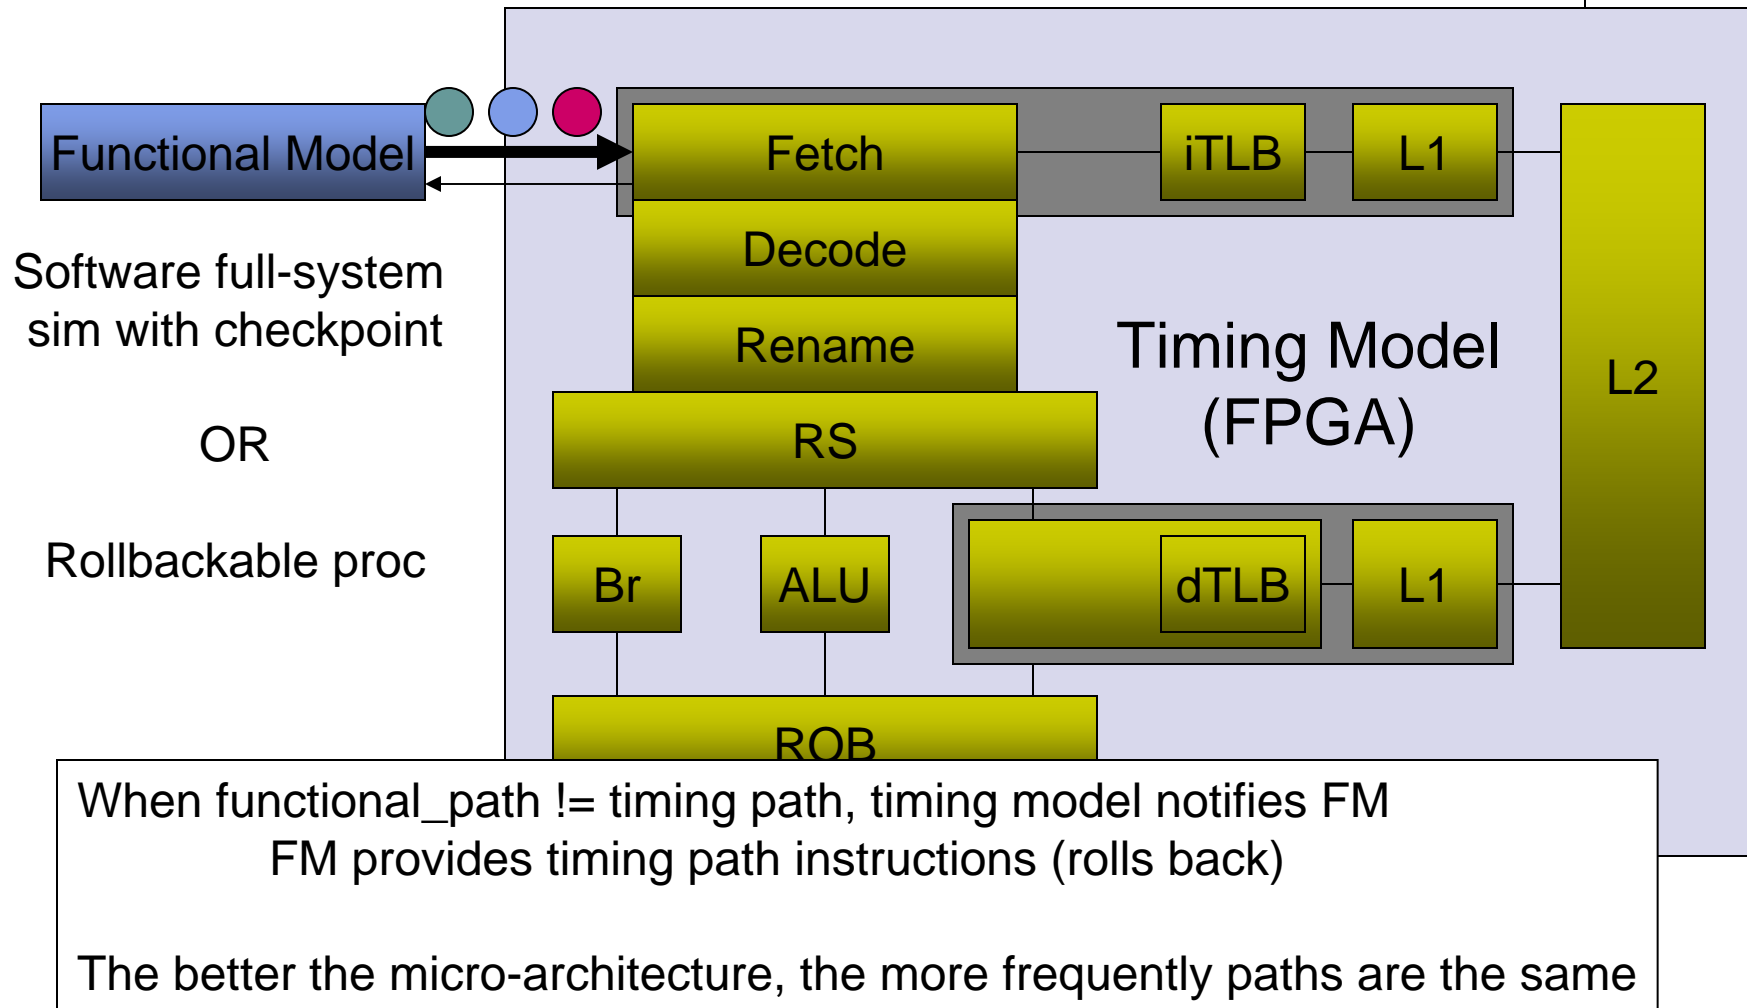 Functional Model
Fetch
iTLB
L1
Decode
Rename
RS
Software full-system
sim with checkpoint
OR
Rollbackable proc
Timing Model
(FPGA)
L2
Br
ALU
dTLB
L1
ROB
When functional_path != timing path, timing model notifies FM
FM provides timing path instructions (rolls back)
The better the micro-architecture, the more frequently paths are the same